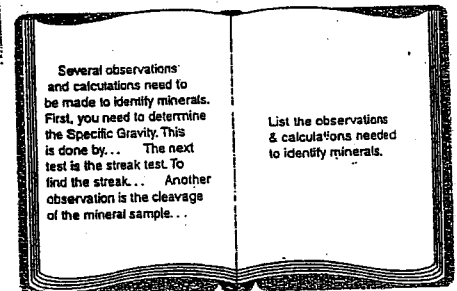 Several observations
and calculations need to
be made to identify minerals.
First, you need to determine
the Specific Gravity. This
is done by... The next
test is the streak test. To
find the streak... Another
observation is the cleavage
of the mineral sample...
List the observations
& calculations needed
to identify minerals.